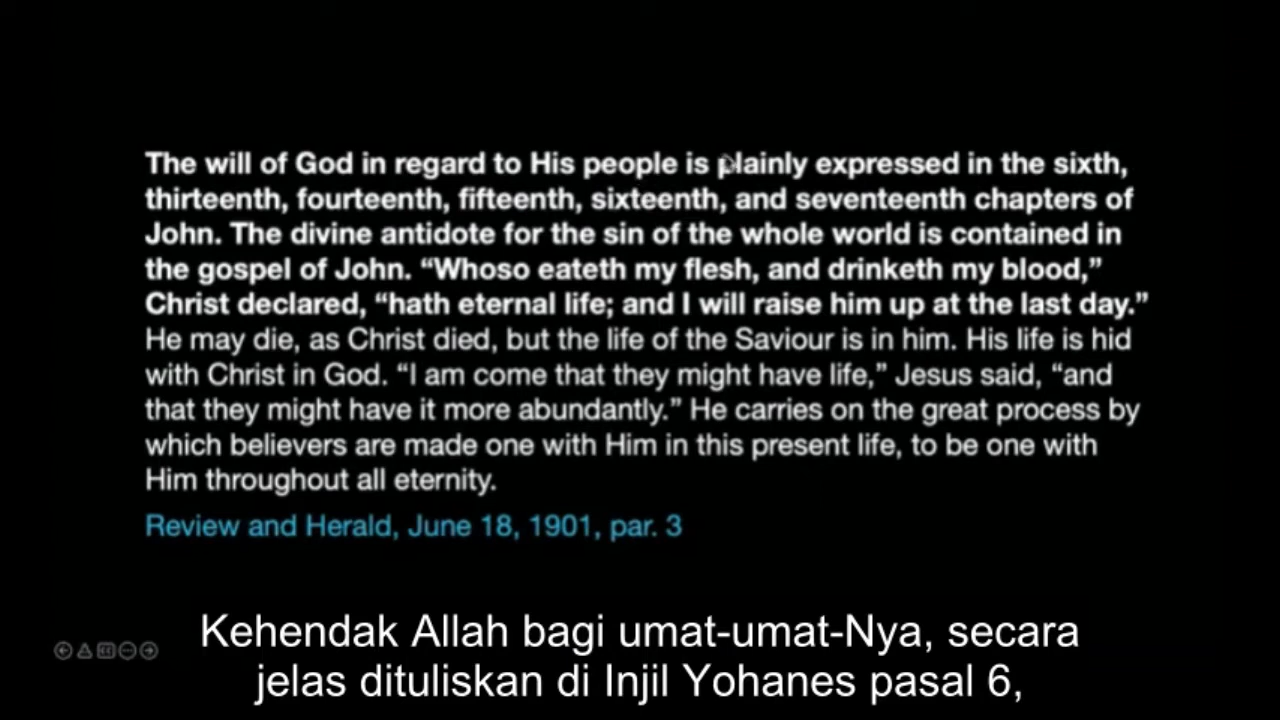 The will of God in regard to His people is plainly expressed in the sixth,
thirteenth, fourteenth, fifteenth, sixteenth, and seventeenth chapters of
John. The divine antidote for the sin of the whole world is contained in
the gospel of John. “Whoso eateth my flesh, and drinketh my blood,”
Christ declared, “hath eternal life; and I will raise him up at the last day.”
He may die, as Christ died, but the life of the Saviour is in him. His life is hid
with Christ in God. “I am come that they might have life,” Jesus said, “and
that they might have it more abundantly.” He carries on the great process by
which believers are made one with Him in this present life, to be one with
Him throughout all eternity.
Review and Herald, June 18, 1901, par. 3
Kehendak Allah bagi umat-umat-Nya, secara
jelas dituliskan di Injil Yohanes pasal 6,